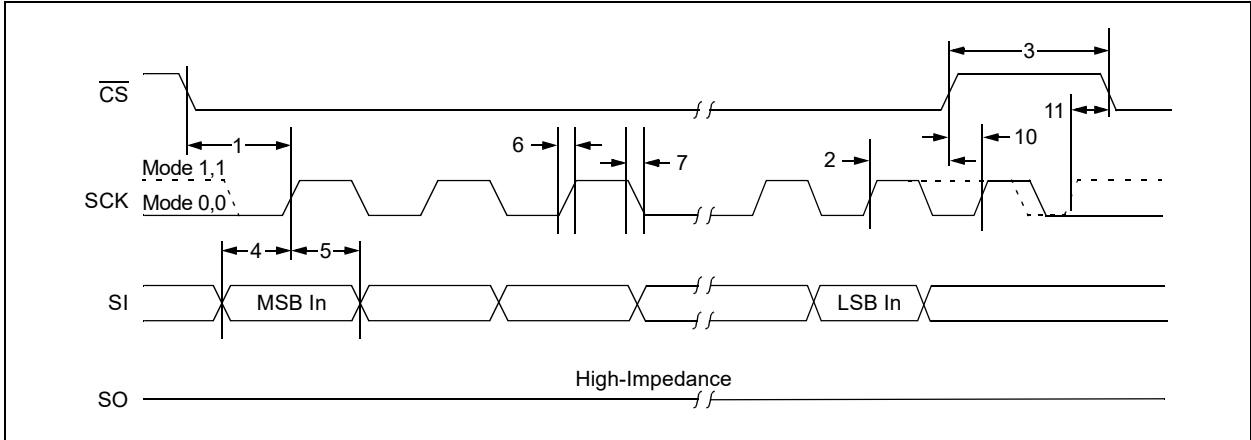 3
CS
11
1
6
7
2
10
Mode 1,1
SCK
Mode 0,0
4
5
SI
MSB In
LSB In
High-Impedance
SO